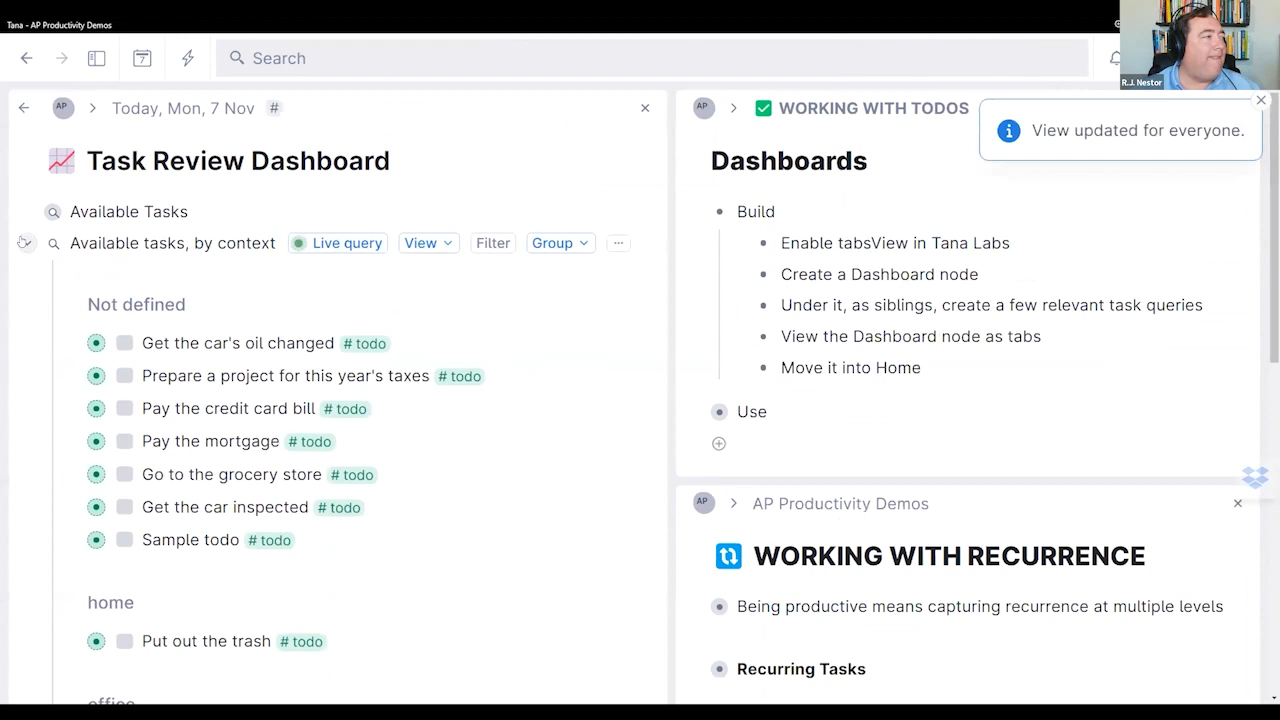 Tana - AP Productivity Demos
7
Search
R.J. Nestor
AP
Today, Mon, 7 Nov #
Task Review Dashboard
Available Tasks
Available tasks, by context Live query View Filter Group ...
Not defined
Get the car's oil changed # todo
Prepare a project for this year's taxes # todo
Pay the credit card bill # todo
Pay the mortgage # todo
Go to the grocery store # todo
Get the car inspected # todo
Sample todo # todo
home
Put out the trash # todo
office
AP
WORKING WITH TODOS
View updated for everyone.
Dashboards
Build
Enable tabsView in Tana Labs
Create a Dashboard node
Under it, as siblings, create a few relevant task queries
View the Dashboard node as tabs
Move it into Home
Use
AP
AP Productivity Demos
WORKING WITH RECURRENCE
Being productive means capturing recurrence at multiple levels
Recurring Tasks